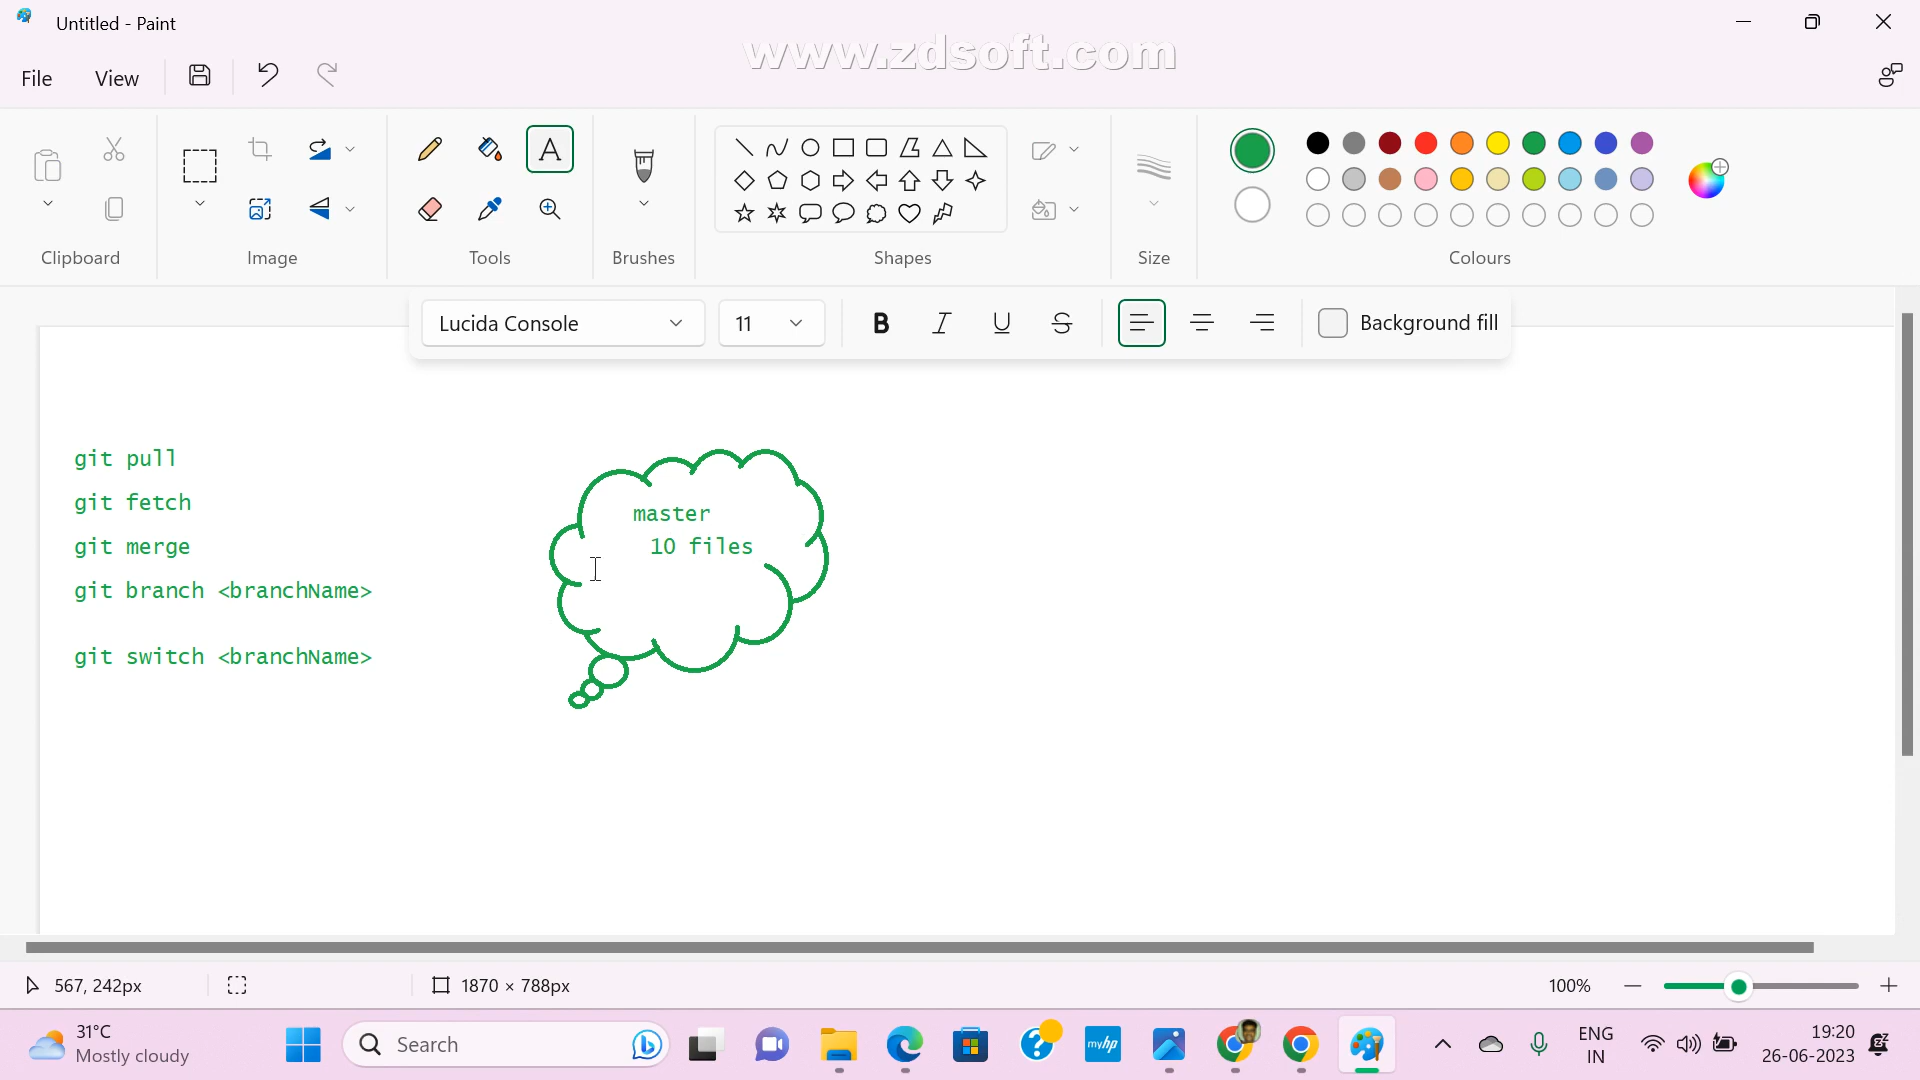 Untitled - Paint
www.zdsoft.com
File View
Clipboard
Image
Tools
Brushes
Shapes
Size
Colours
Lucida Console
11
B I U S
Background fill
git pull
git fetch
git merge
git branch <branchName>
git switch <branchName>
master
10 files
567, 242px
1870 × 788px
100%
31°C
Mostly cloudy
Search
myhp
ENG
IN
19:20
26-06-2023